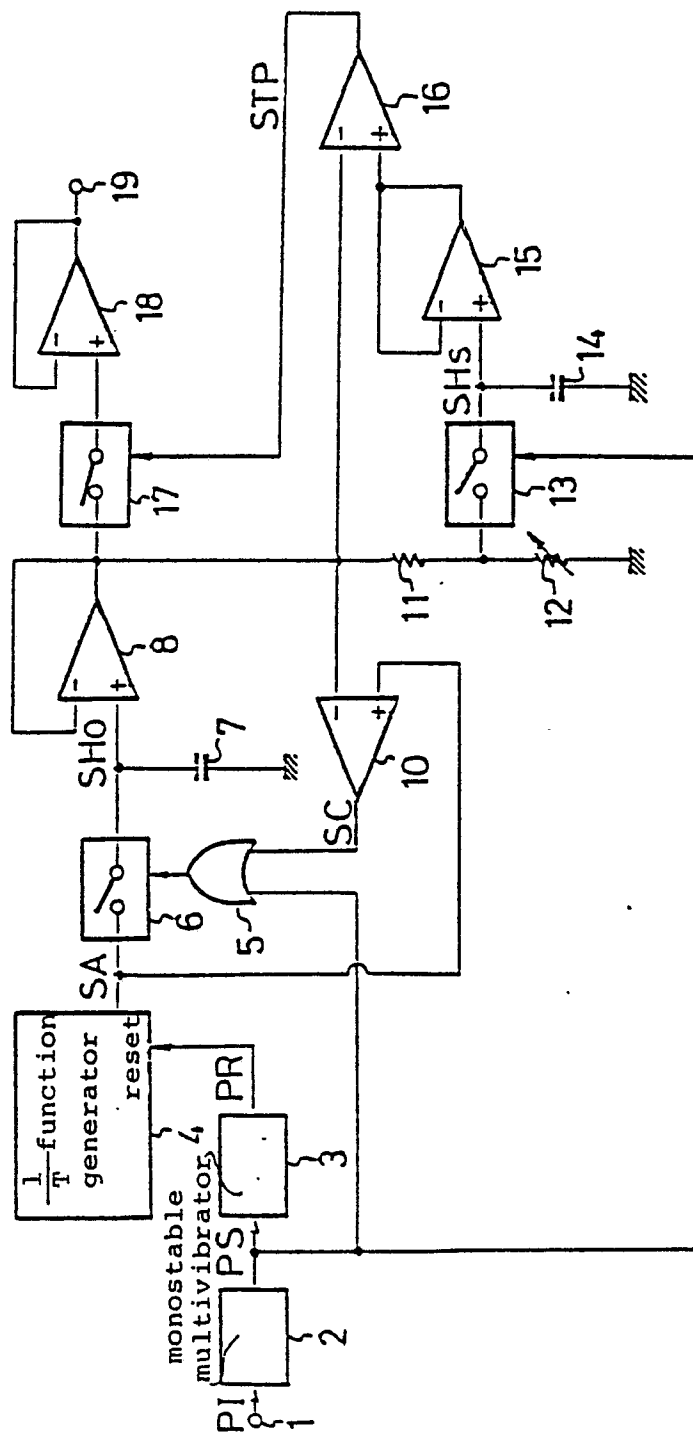 PI
1
2
monostable
multivibrator
PS
3
PR
1/T function
generator
reset
4
SA
6
5
SC
SHO
7
8
10
11
12
13
17
SHs
14
15
16
STP
18
19
-
+
-
+
-
+
-
+
-
+